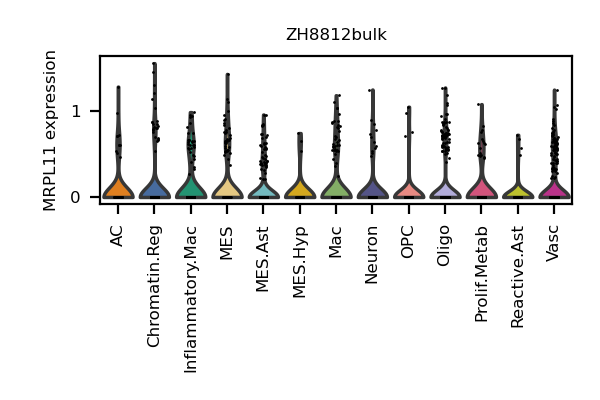 ZH8812bulk
MRPL11 expression
1
0
AC
Chromatin.Reg
Inflammatory.Mac
MES
MES.Ast
MES.Hyp
Mac
Neuron
OPC
Oligo
Prolif.Metab
Reactive.Ast
Vasc